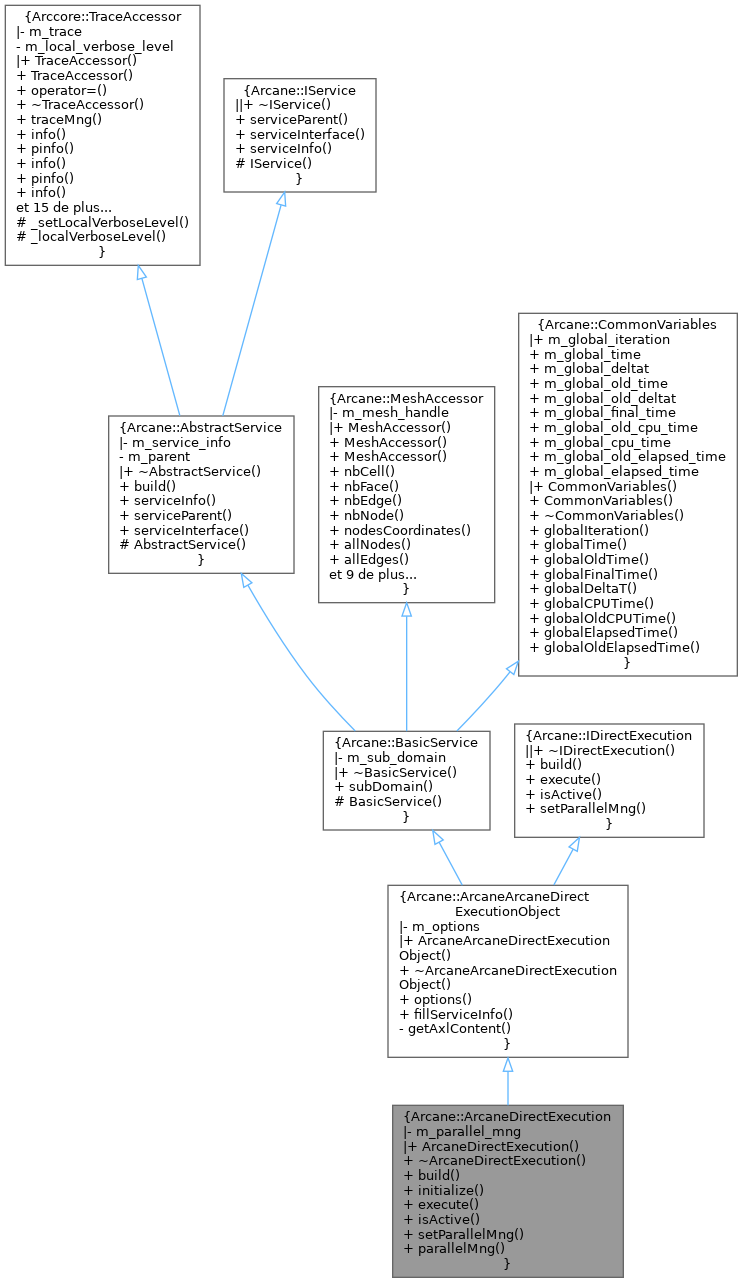 {Arccore::TraceAccessor
|- m_trace
- m_local_verbose_level
|+ TraceAccessor()
+ TraceAccessor()
+ operator=()
+ ~TraceAccessor()
+ traceMng()
+ info()
+ pinfo()
+ info()
+ pinfo()
+ info()
et 15 de plus...
# _setLocalVerboseLevel()
# _localVerboseLevel()
}
{Arcane::IService
||+ ~IService()
+ serviceParent()
+ serviceInterface()
+ serviceInfo()
# IService()
}
{Arcane::CommonVariables
|+ m_global_iteration
+ m_global_time
+ m_global_deltat
+ m_global_old_time
+ m_global_old_deltat
+ m_global_final_time
+ m_global_old_cpu_time
+ m_global_cpu_time
+ m_global_old_elapsed_time
+ m_global_elapsed_time
|+ CommonVariables()
+ CommonVariables()
+ ~CommonVariables()
+ globalIteration()
+ globalTime()
+ globalOldTime()
+ globalFinalTime()
+ globalDeltaT()
+ globalCPUTime()
+ globalOldCPUTime()
+ globalElapsedTime()
+ globalOldElapsedTime()
}
{Arcane::MeshAccessor
|- m_mesh_handle
|+ MeshAccessor()
+ MeshAccessor()
+ MeshAccessor()
+ nbCell()
+ nbFace()
+ nbEdge()
+ nbNode()
+ nodesCoordinates()
+ allNodes()
+ allEdges()
et 9 de plus...
}
{Arcane::AbstractService
|- m_service_info
- m_parent
|+ ~AbstractService()
+ build()
+ serviceInfo()
+ serviceParent()
+ serviceInterface()
# AbstractService()
}
{Arcane::BasicService
|- m_sub_domain
|+ ~BasicService()
+ subDomain()
# BasicService()
}
{Arcane::IDirectExecution
||+ ~IDirectExecution()
+ build()
+ execute()
+ isActive()
+ setParallelMng()
}
{Arcane::ArcaneArcaneDirect
ExecutionObject
|- m_options
|+ ArcaneArcaneDirectExecution
Object()
+ ~ArcaneArcaneDirectExecution
Object()
+ options()
+ fillServiceInfo()
- getAxlContent()
}
{Arcane::ArcaneDirectExecution
|- m_parallel_mng
|+ ArcaneDirectExecution()
+ ~ArcaneDirectExecution()
+ build()
+ initialize()
+ execute()
+ isActive()
+ setParallelMng()
+ parallelMng()
}